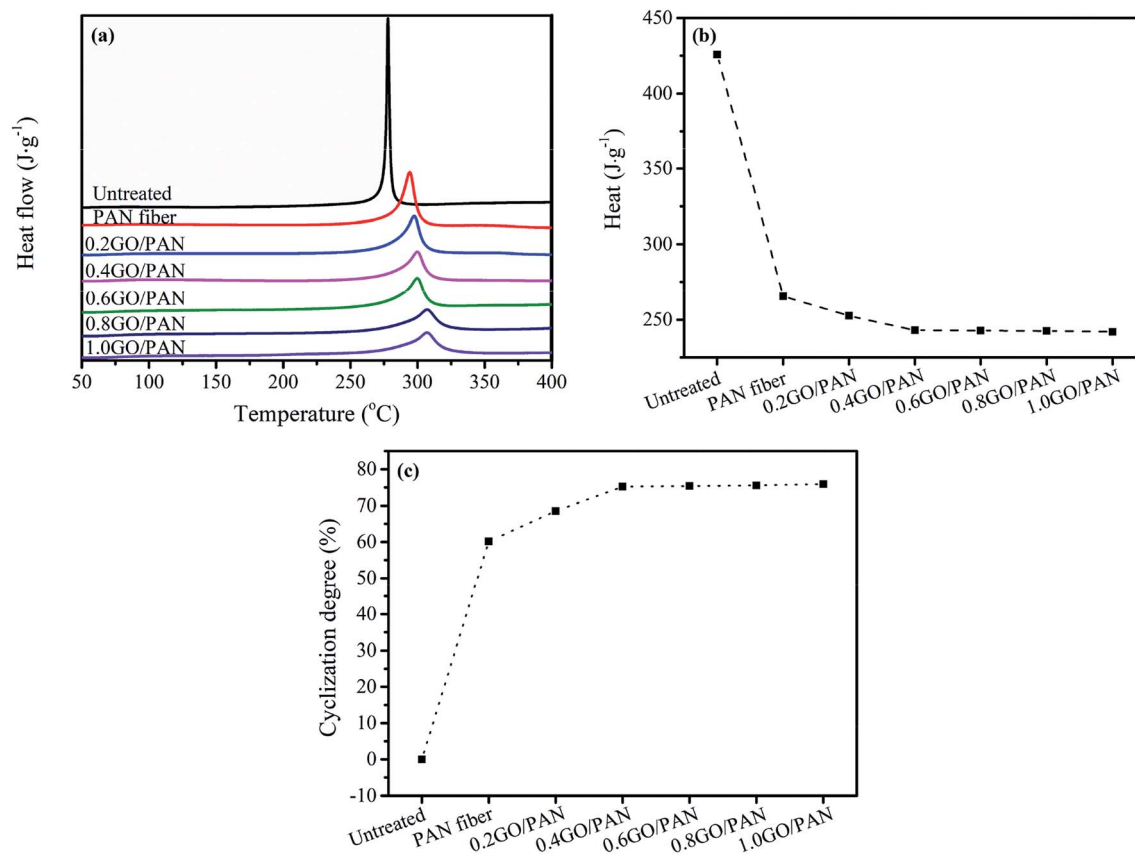 (a)
Heat flow (J·g⁻¹)
Untreated
PAN fiber
0.2GO/PAN
0.4GO/PAN
0.6GO/PAN
0.8GO/PAN
1.0GO/PAN
50 100 150 200 250 300 350 400
Temperature (°C)
(b)
Heat (J·g⁻¹)
450
400
350
300
250
Untreated
PAN fiber
0.2GO/PAN
0.4GO/PAN
0.6GO/PAN
0.8GO/PAN
1.0GO/PAN
(c)
Cyclization degree (%)
80
70
60
50
40
30
20
10
0
-10
Untreated
PAN fiber
0.2GO/PAN
0.4GO/PAN
0.6GO/PAN
0.8GO/PAN
1.0GO/PAN